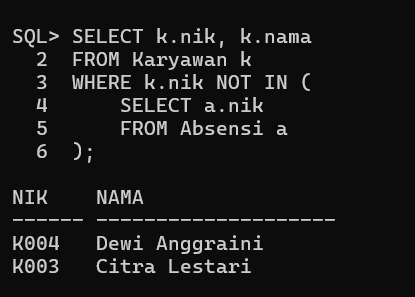 SQL> SELECT k.nik, k.nama
  2  FROM Karyawan k
  3  WHERE k.nik NOT IN (
  4      SELECT a.nik
  5      FROM Absensi a
  6  );
NIK    NAMA
------ --------------------
K004   Dewi Anggraini
K003   Citra Lestari